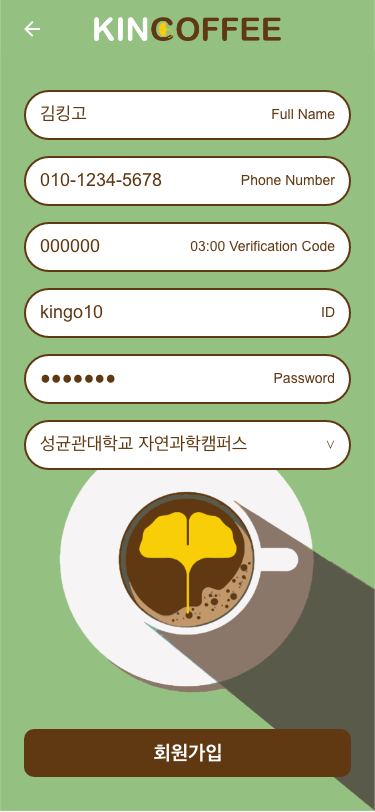 KINCOFFEE
김킹고 Full Name
010-1234-5678 Phone Number
000000 03:00 Verification Code
kingo10 ID
●●●●●●● Password
성균관대학교 자연과학캠퍼스 V
회원가입